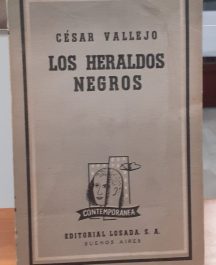 CÉSAR VALLEJO
LOS HERALDOS
NEGROS
CONTEMPORÁNEA
EDITORIAL LOSADA. S. A.
BUENOS AIRES